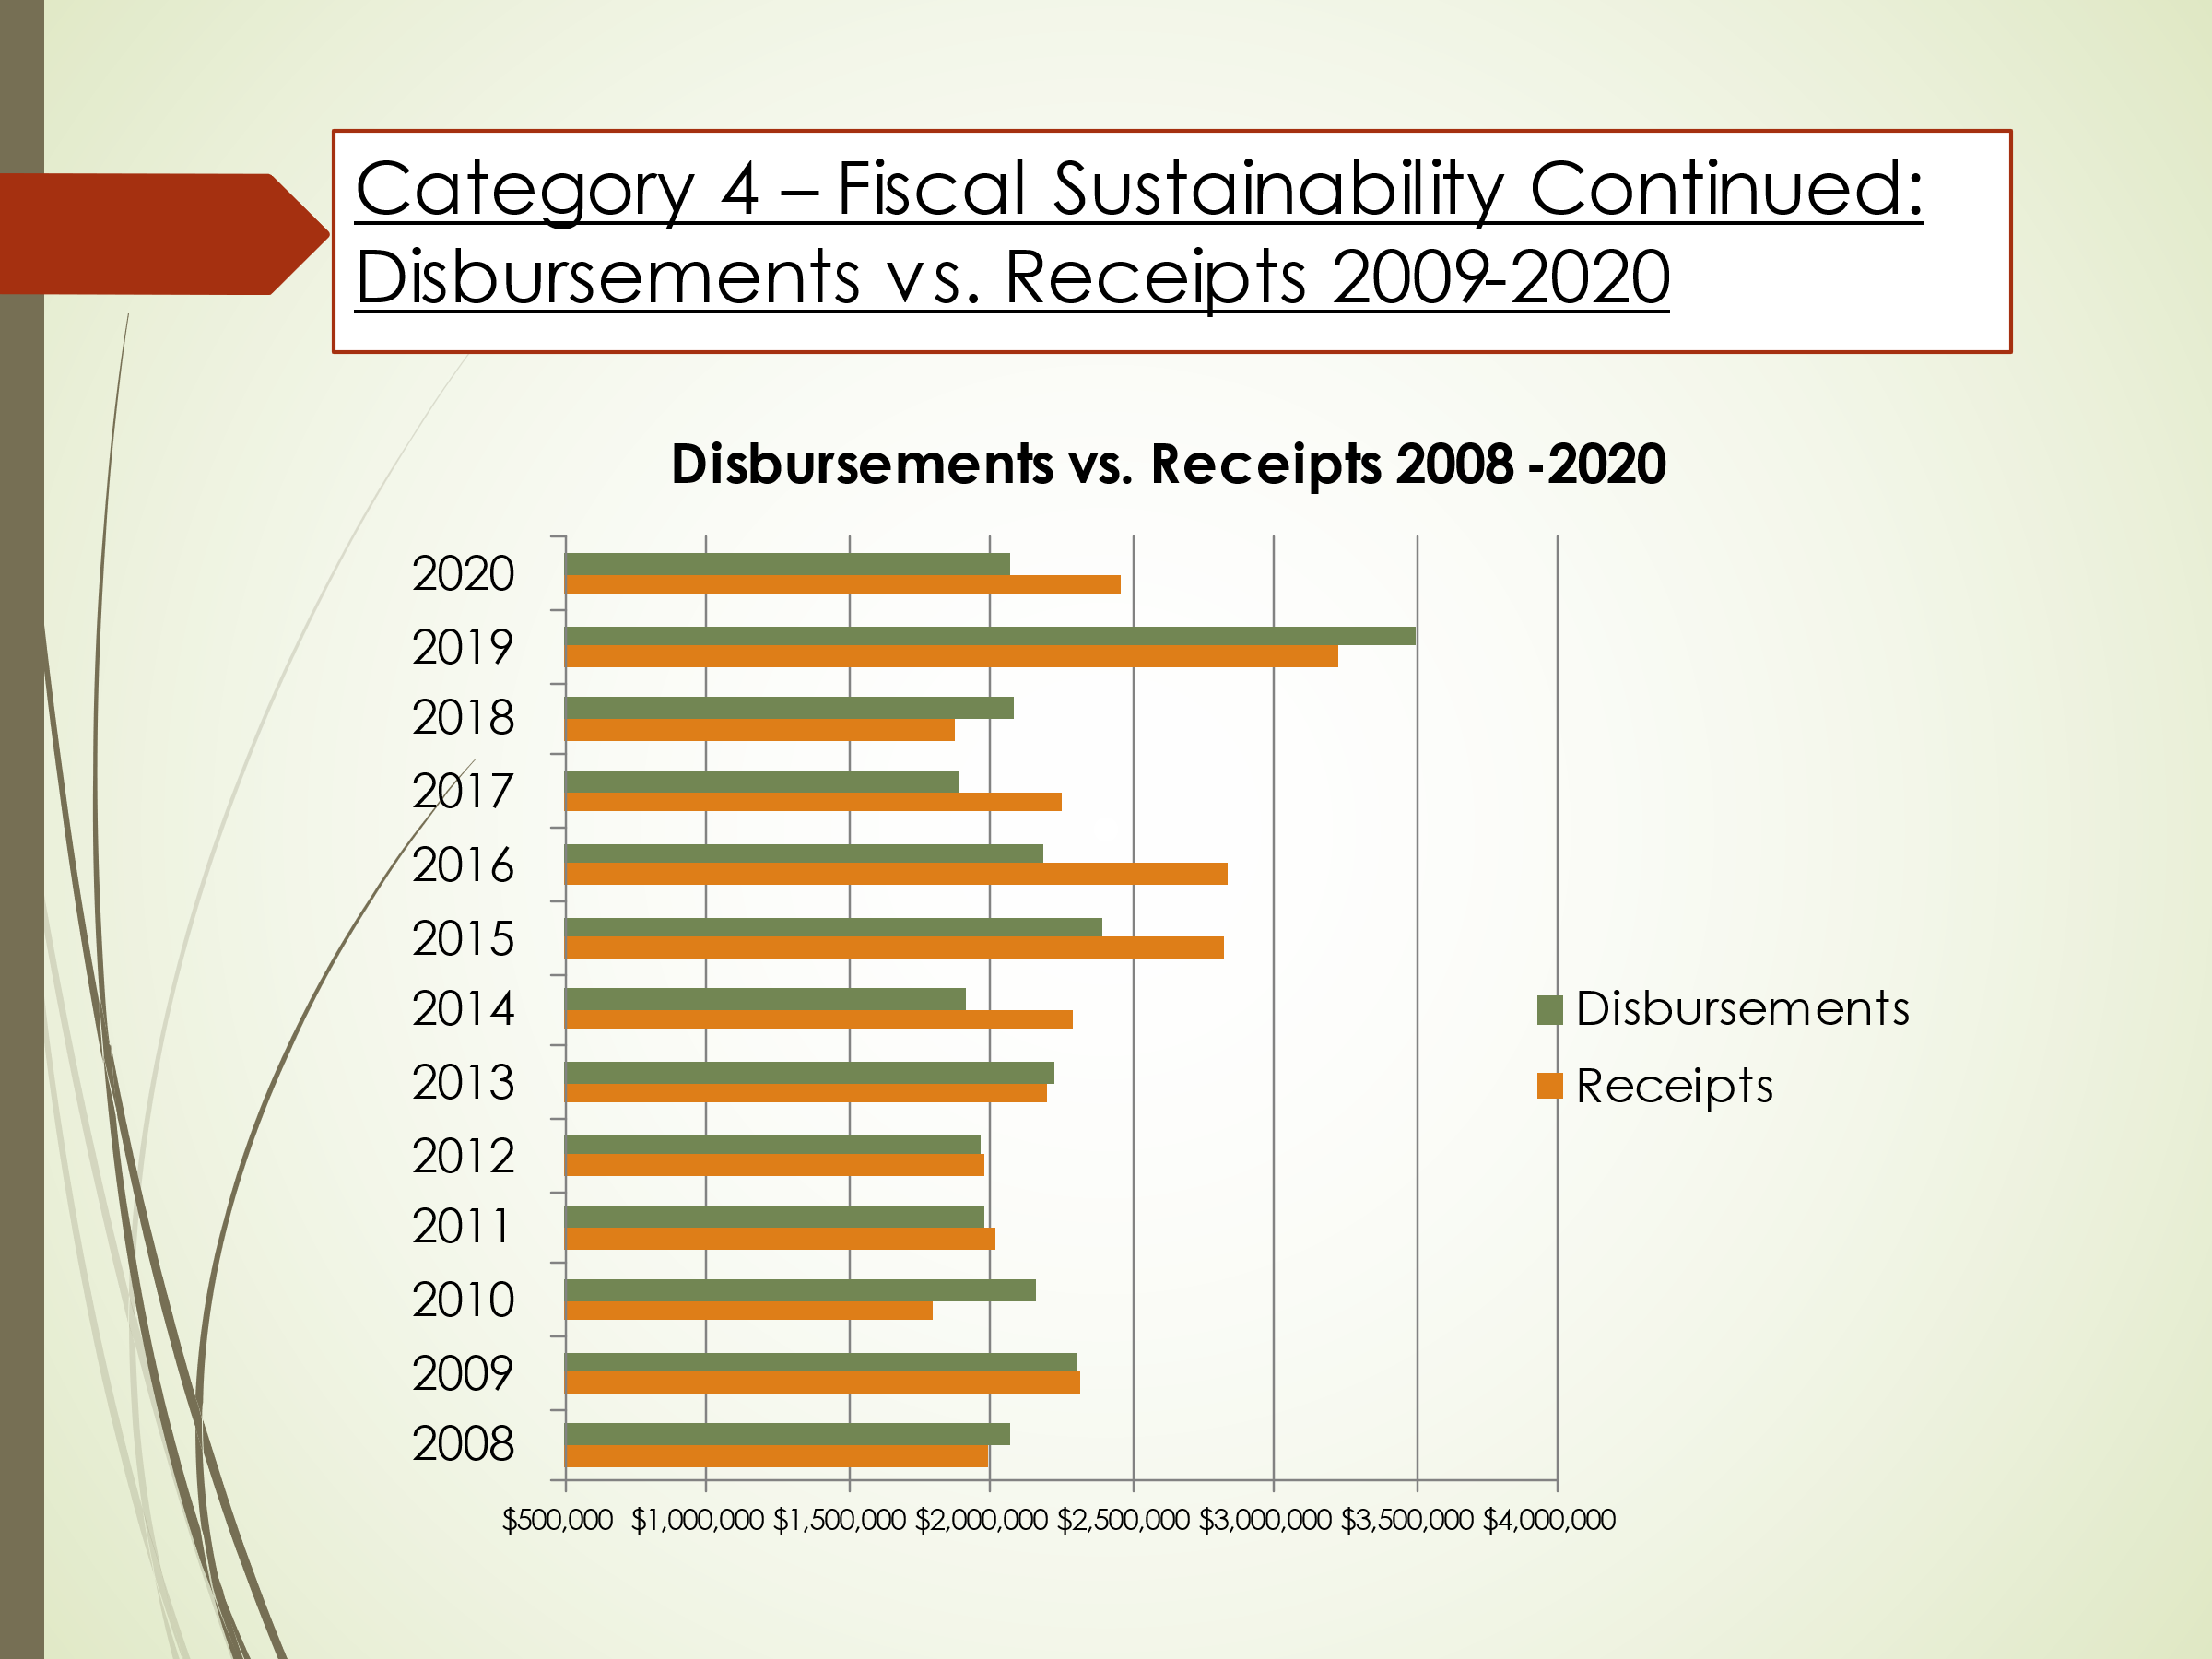 Category 4 – Fiscal Sustainability Continued:
Disbursements vs. Receipts 2009-2020
Disbursements vs. Receipts 2008 -2020
2020
2019
2018
2017
2016
2015
2014
2013
2012
2011
2010
2009
2008
Disbursements
Receipts
$500,000 $1,000,000 $1,500,000 $2,000,000 $2,500,000 $3,000,000 $3,500,000 $4,000,000